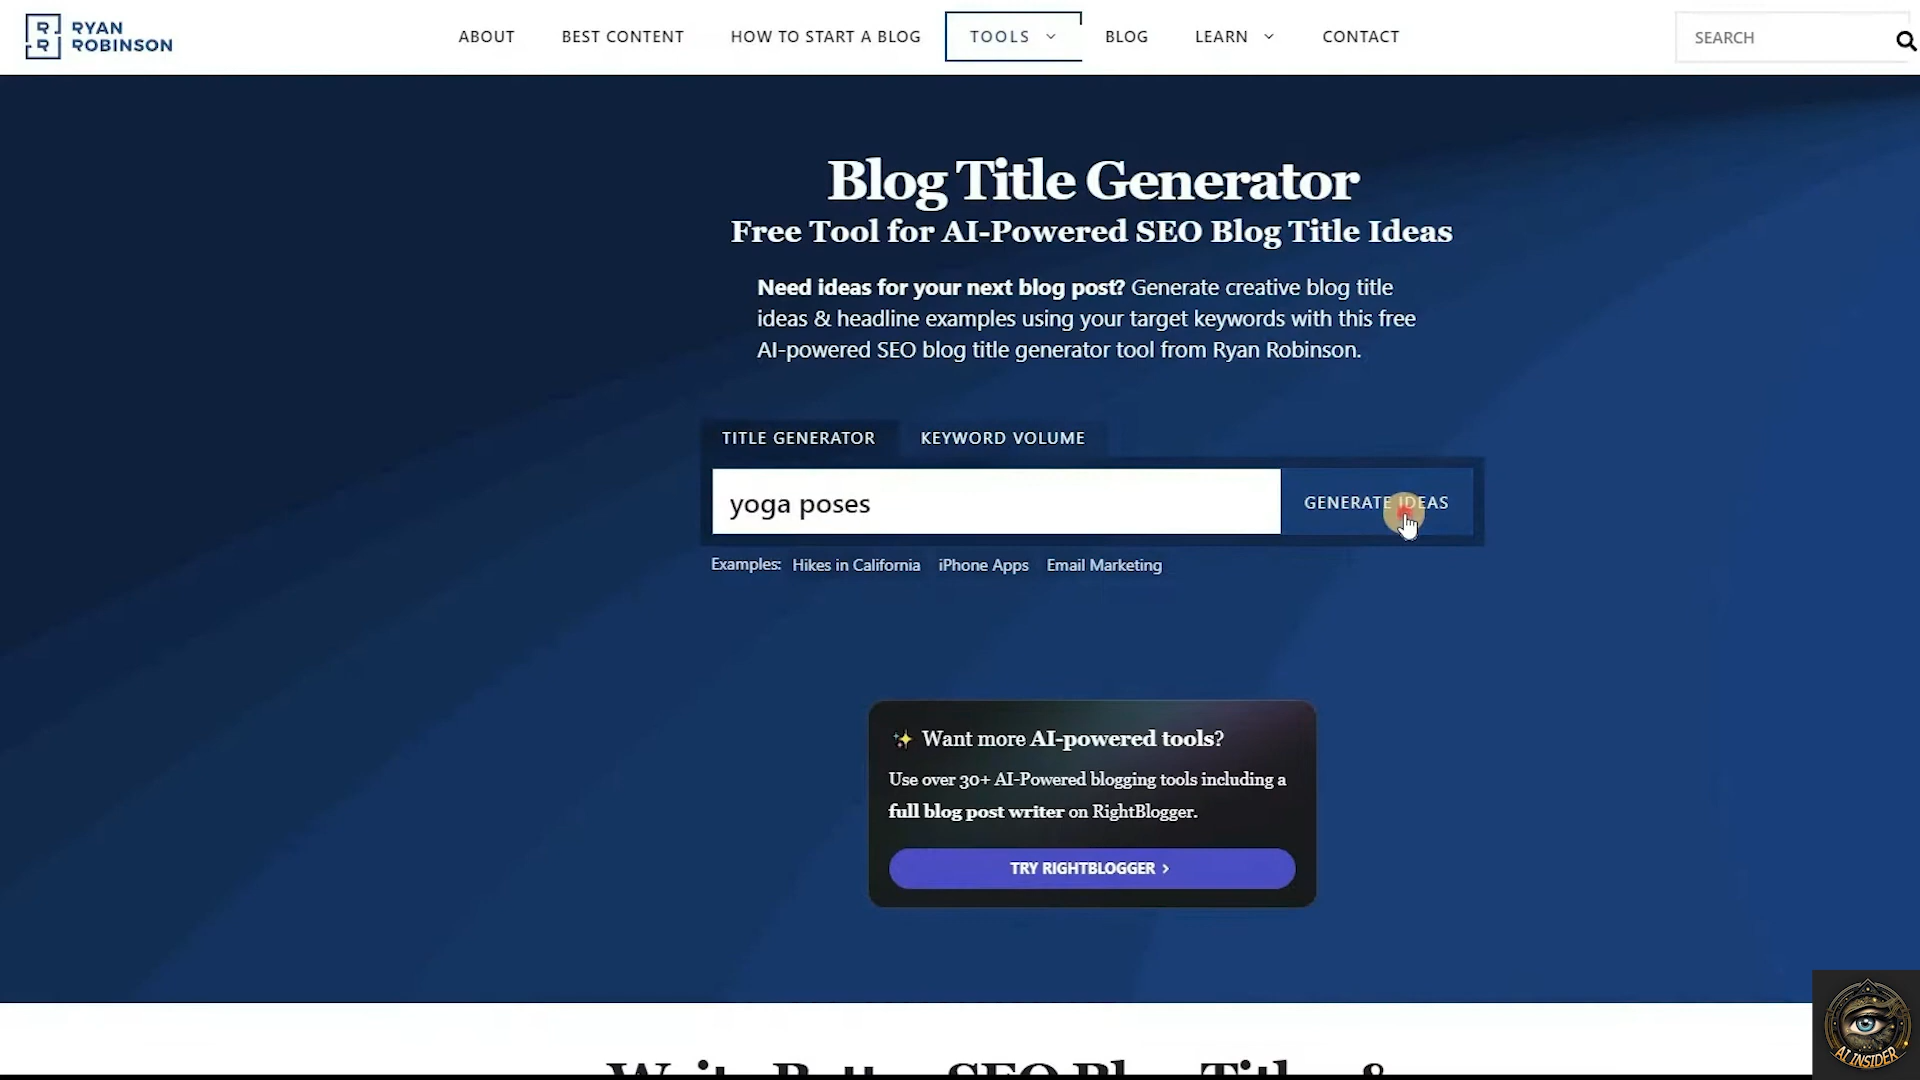 RYAN
ROBINSON
ABOUT
BEST CONTENT
HOW TO START A BLOG
TOOLS
BLOG
LEARN
CONTACT
SEARCH
Blog Title Generator
Free Tool for AI-Powered SEO Blog Title Ideas
Need ideas for your next blog post? Generate creative blog title
ideas & headline examples using your target keywords with this free
AI-powered SEO blog title generator tool from Ryan Robinson.
TITLE GENERATOR
KEYWORD VOLUME
yoga poses
GENERATE IDEAS
Examples: Hikes in California iPhone Apps Email Marketing
✨ Want more AI-powered tools?
Use over 30+ AI-Powered blogging tools including a
full blog post writer on RightBlogger.
TRY RIGHTBLOGGER >
AI INSIDER